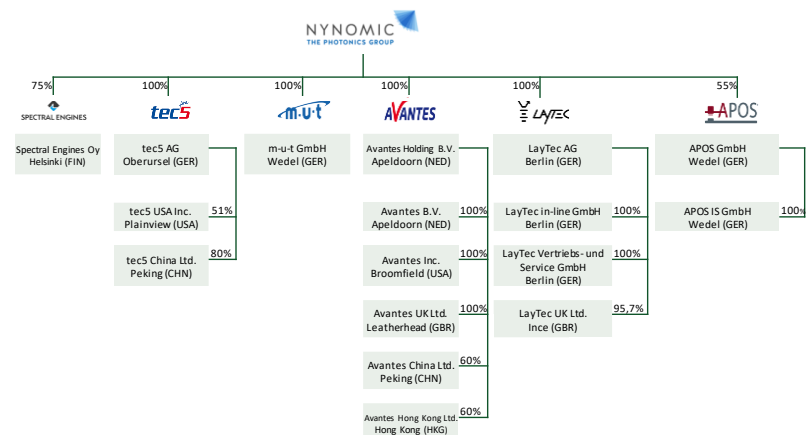 NYNOMIC
THE PHOTONICS GROUP
75%
100%
100%
100%
100%
55%
SPECTRAL ENGINES
tec5
m·u·t
AVANTES
LAYTEC
APOS
Spectral Engines Oy
Helsinki (FIN)
tec5 AG
Oberursel (GER)
m-u-t GmbH
Wedel (GER)
Avantes Holding B.V.
Apeldoorn (NED)
LayTec AG
Berlin (GER)
APOS GmbH
Wedel (GER)
tec5 USA Inc.
Plainview (USA)
51%
Avantes B.V.
Apeldoorn (NED)
100%
LayTec in-line GmbH
Berlin (GER)
100%
APOS IS GmbH
Wedel (GER)
100%
tec5 China Ltd.
Peking (CHN)
80%
Avantes Inc.
Broomfield (USA)
100%
LayTec Vertriebs- und
Service GmbH
Berlin (GER)
100%
Avantes UK Ltd.
Leatherhead (GBR)
100%
LayTec UK Ltd.
Ince (GBR)
95,7%
Avantes China Ltd.
Peking (CHN)
60%
Avantes Hong Kong Ltd.
Hong Kong (HKG)
60%